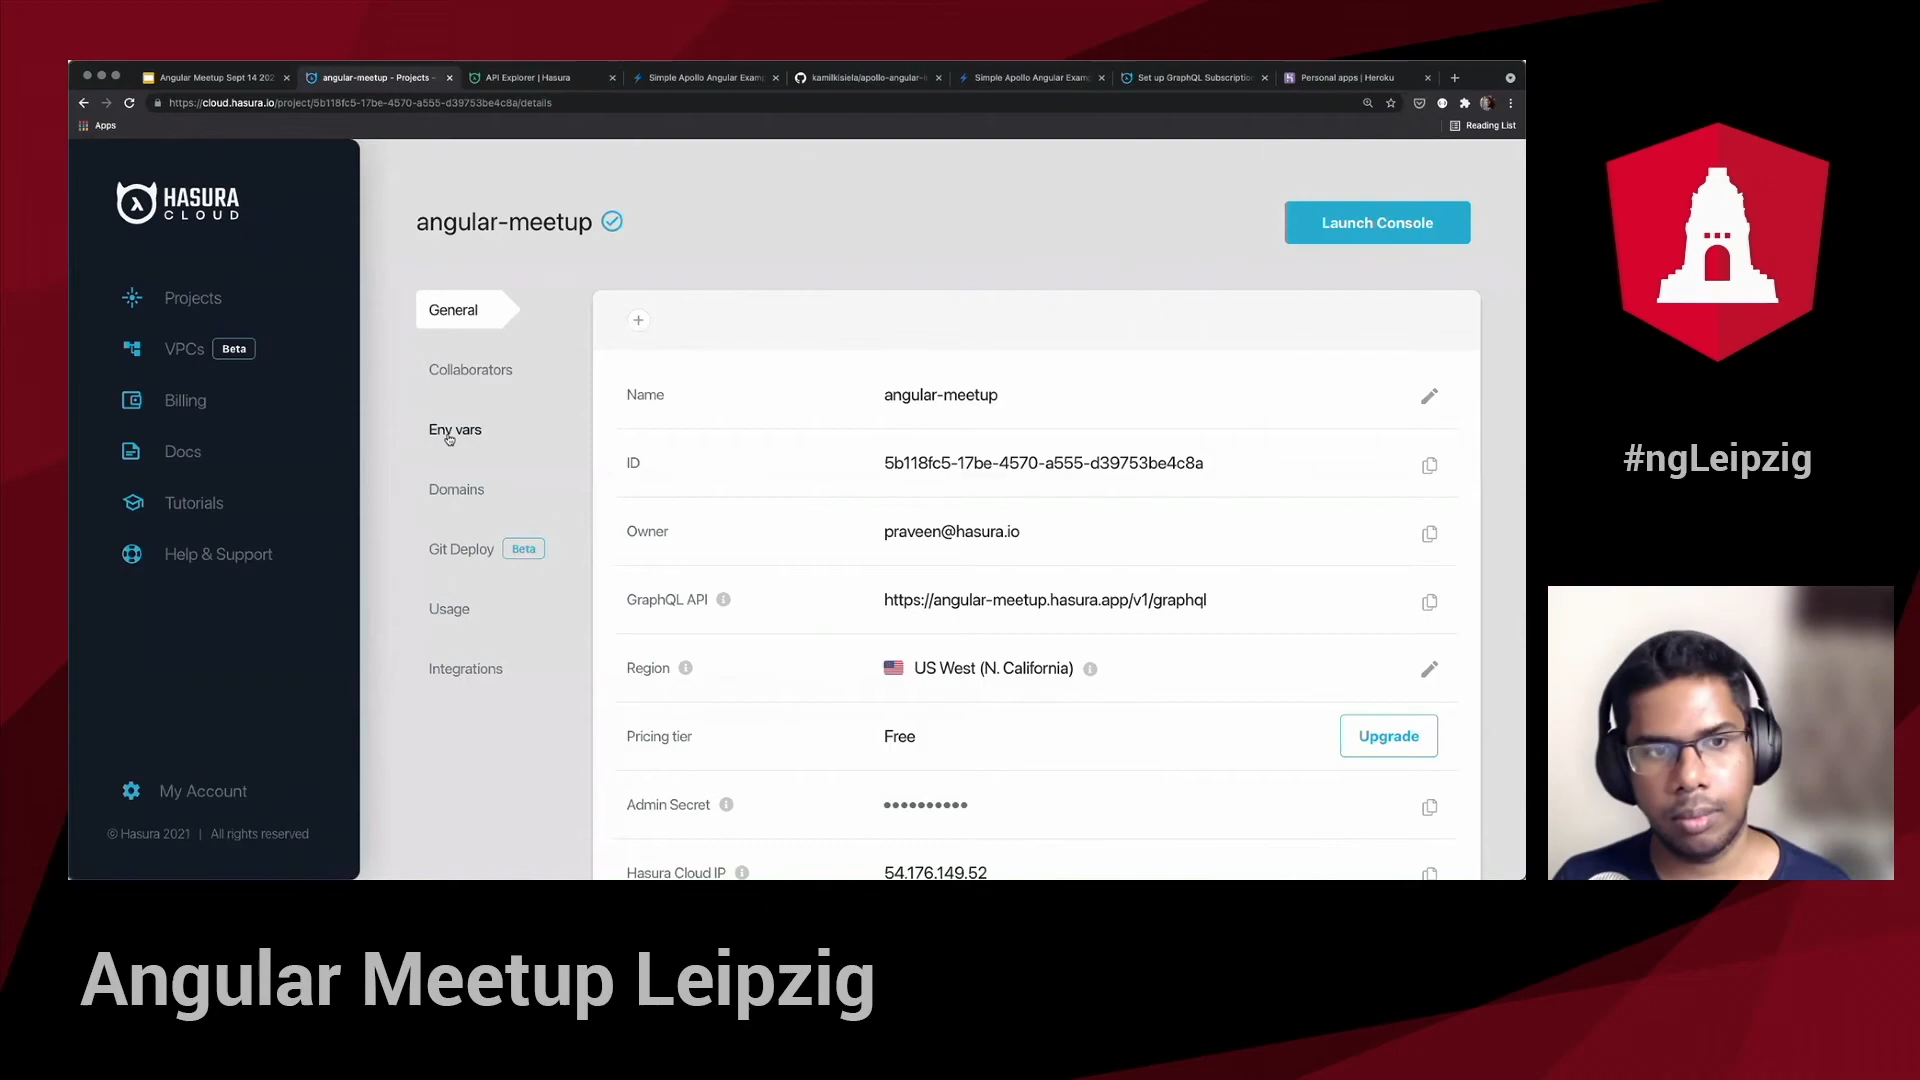 Angular Meetup Sept 14 202
angular-meetup - Projects -
API Explorer | Hasura
Simple Apollo Angular Exam
kamilkisiela/apollo-angular-
Simple Apollo Angular Exam
Set up GraphQL Subscription
Personal apps | Heroku
https://cloud.hasura.io/project/5b118fc5-17be-4570-a555-d39753be4c8a/details
Apps
Reading List
HASURA
CLOUD
Projects
VPCs Beta
Billing
Docs
Tutorials
Help & Support
My Account
© Hasura 2021 | All rights reserved
angular-meetup
Launch Console
General
Collaborators
Env vars
Domains
Git Deploy Beta
Usage
Integrations
Name angular-meetup
ID 5b118fc5-17be-4570-a555-d39753be4c8a
Owner praveen@hasura.io
GraphQL API https://angular-meetup.hasura.app/v1/graphql
Region US West (N. California)
Pricing tier Free Upgrade
Admin Secret ••••••••••
Hasura Cloud IP 54.176.149.52
#ngLeipzig
Angular Meetup Leipzig